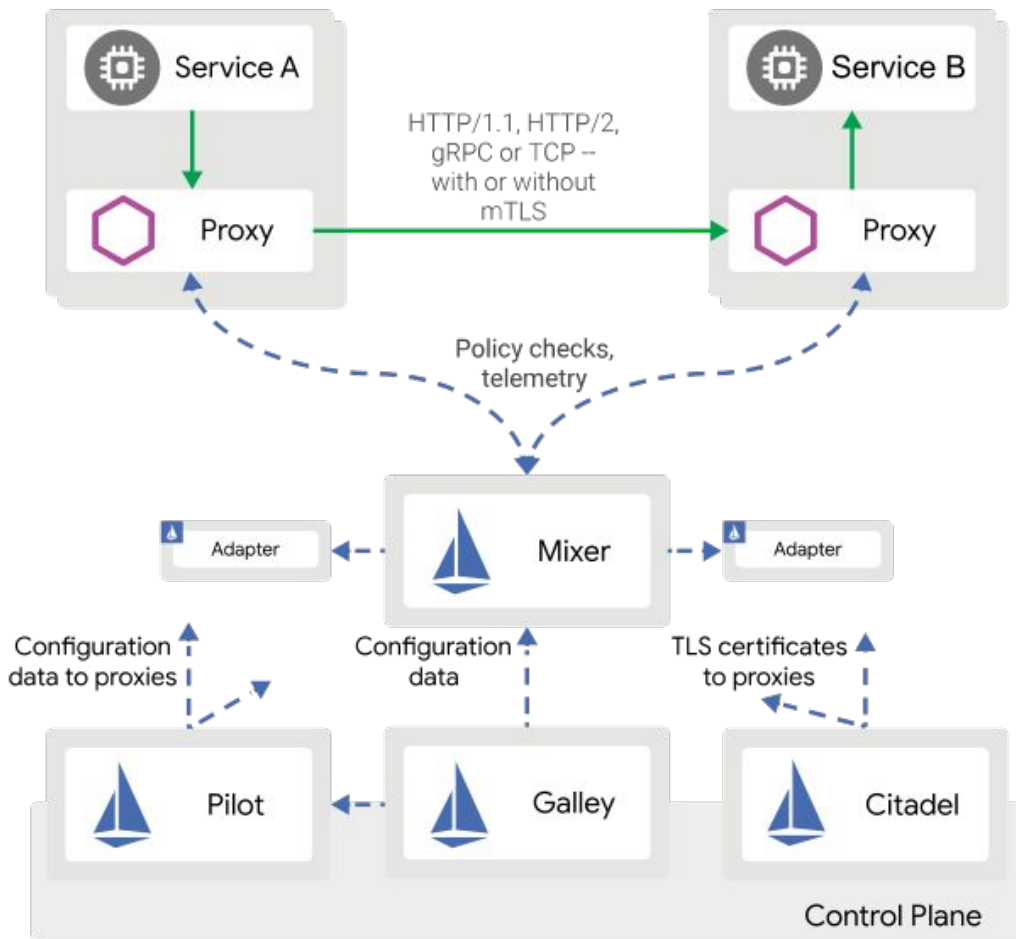 Service A
Service B
HTTP/1.1, HTTP/2,
gRPC or TCP --
with or without
mTLS
Proxy
Proxy
Policy checks,
telemetry
Adapter
Mixer
Adapter
Configuration
data to proxies
Configuration
data
TLS certificates
to proxies
Pilot
Galley
Citadel
Control Plane